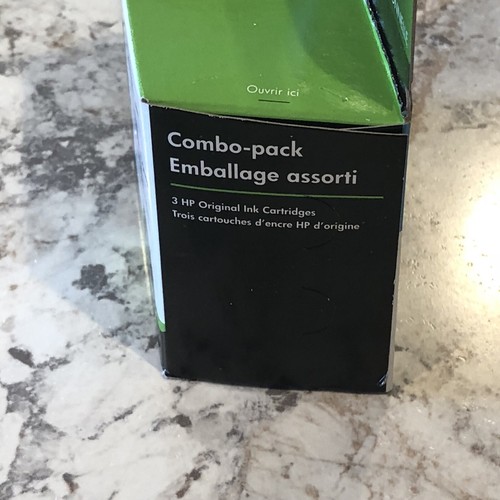 Ouvrir ici
Combo-pack
Emballage assorti
3 HP Original Ink Cartridges
Trois cartouches d'encre HP d'origine